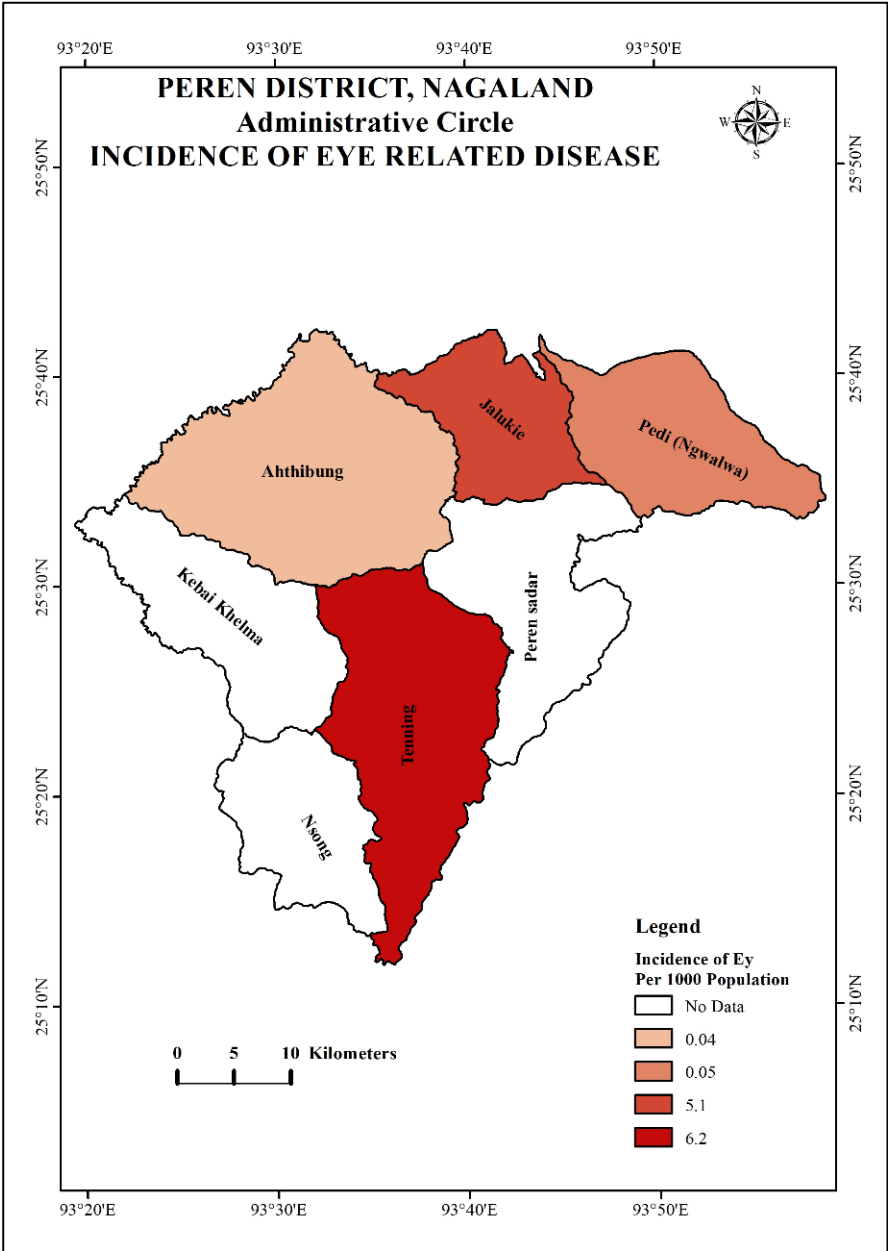 93°20'E 93°30'E 93°40'E 93°50'E
PEREN DISTRICT, NAGALAND
Administrative Circle
INCIDENCE OF EYE RELATED DISEASE
N
W E
S
25°50'N 25°50'N
25°40'N 25°40'N
Jalukie
Pedi (Ngwalwa)
Ahthibung
25°30'N 25°30'N
Kebai Khelma
Peren sadar
Tenning
25°20'N 25°20'N
Nsong
Legend
Incidence of Ey
Per 1000 Population
No Data
25°10'N 25°10'N
0.04
0 5 10 Kilometers
0.05
5.1
6.2
93°20'E 93°30'E 93°40'E 93°50'E